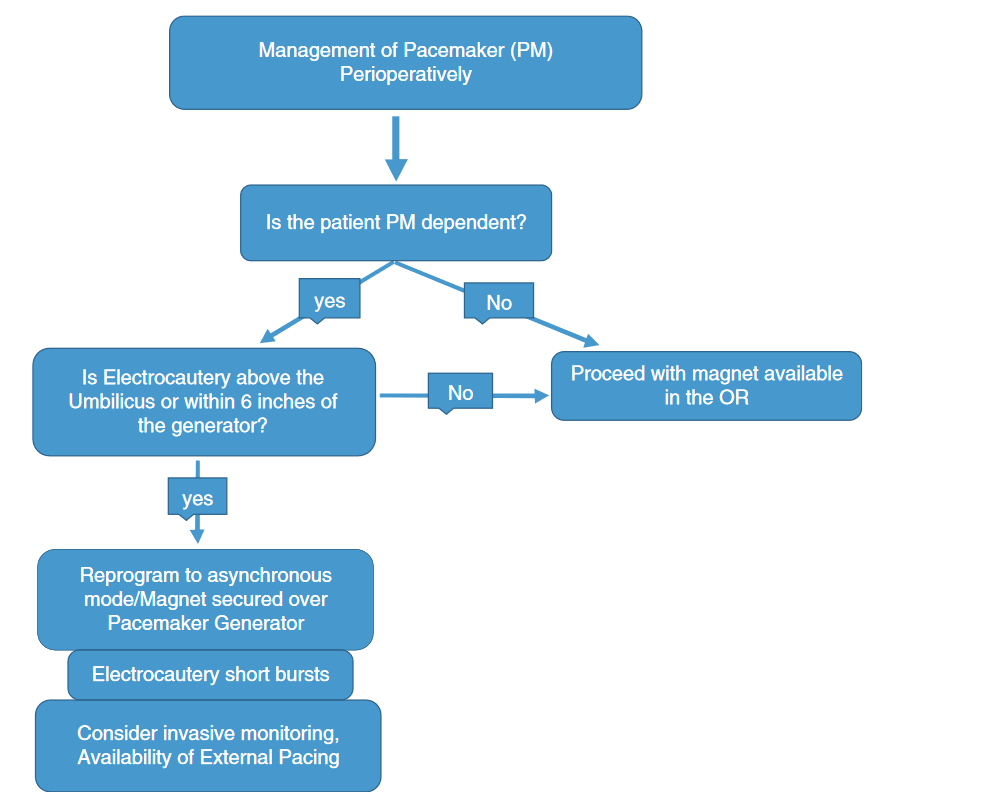 Management of Pacemaker (PM)
Perioperatively
Is the patient PM dependent?
yes
No
Is Electrocautery above the
Umbilicus or within 6 inches of
the generator?
No
Proceed with magnet available
in the OR
yes
Reprogram to asynchronous
mode/Magnet secured over
Pacemaker Generator
Electrocautery short bursts
Consider invasive monitoring,
Availability of External Pacing